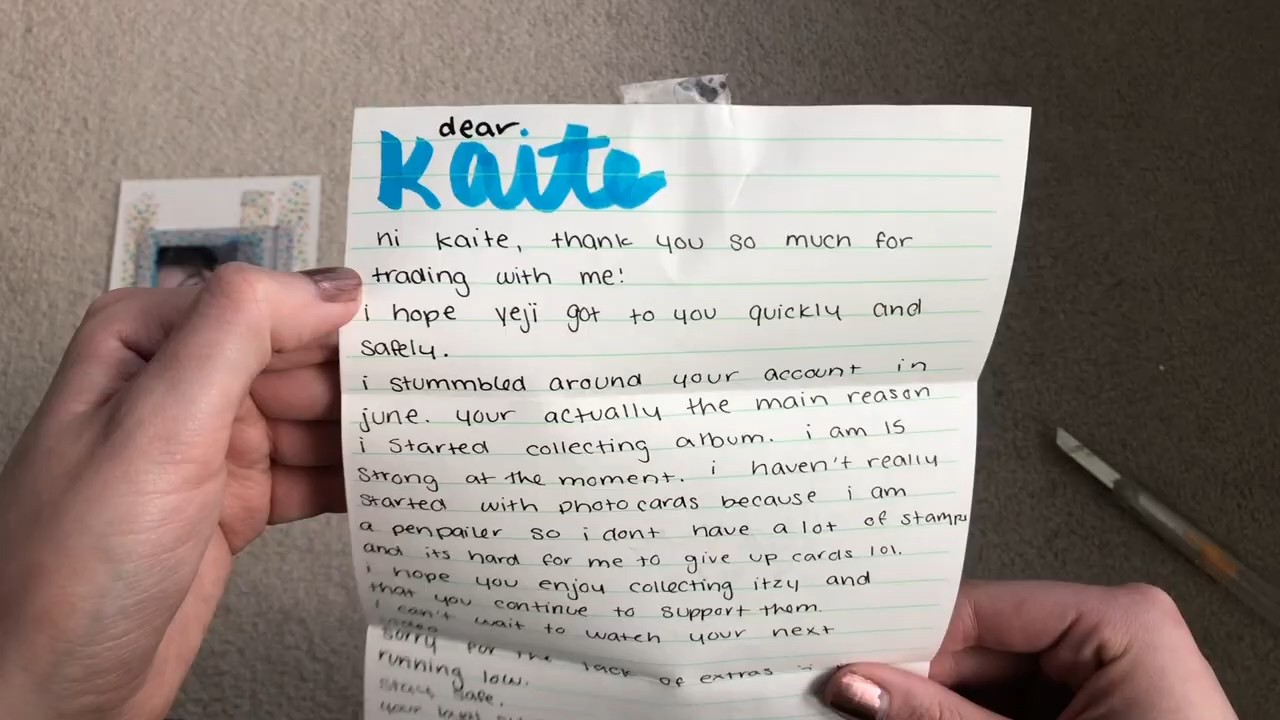 dear
Kaite
hi kaite, thank you so much for
trading with me!
i hope yeji got to you quickly and
safely.
i stummbled around your account in
june. your actually the main reason
i started collecting album. i am 15
strong at the moment. i haven't really
started with photocards because i am
a penpailer so i dont have a lot of stamps
and its hard for me to give up cards lol.
i hope you enjoy collecting itzy and
that you continue to support them.
i can't wait to watch your next
video
sorry for the lack of extras
running low.
stay safe.
your